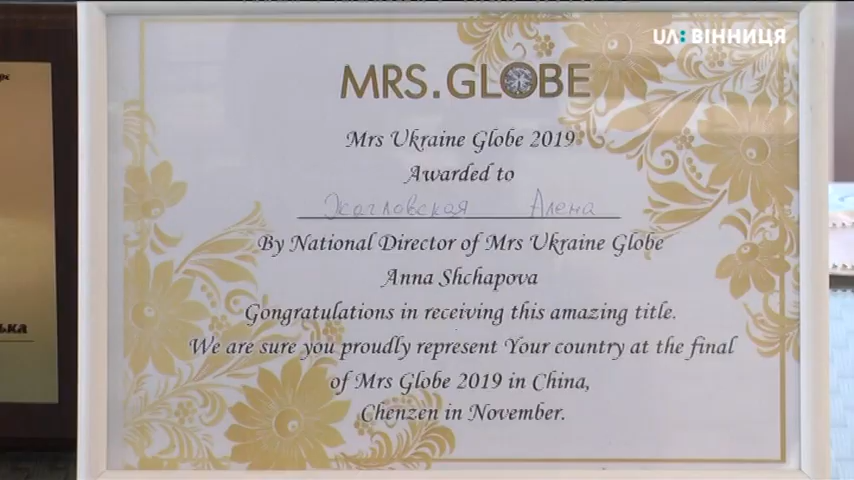 UA: ВІННИЦЯ
MRS. GLOBE
Mrs Ukraine Globe 2019
Awarded to
Алена
By National Director of Mrs Ukraine Globe
Anna Shchapova
Gongratulations in receiving this amazing title.
We are sure you proudly represent Your country at the final
of Mrs Globe 2019 in China,
Chenzen in November.
ька